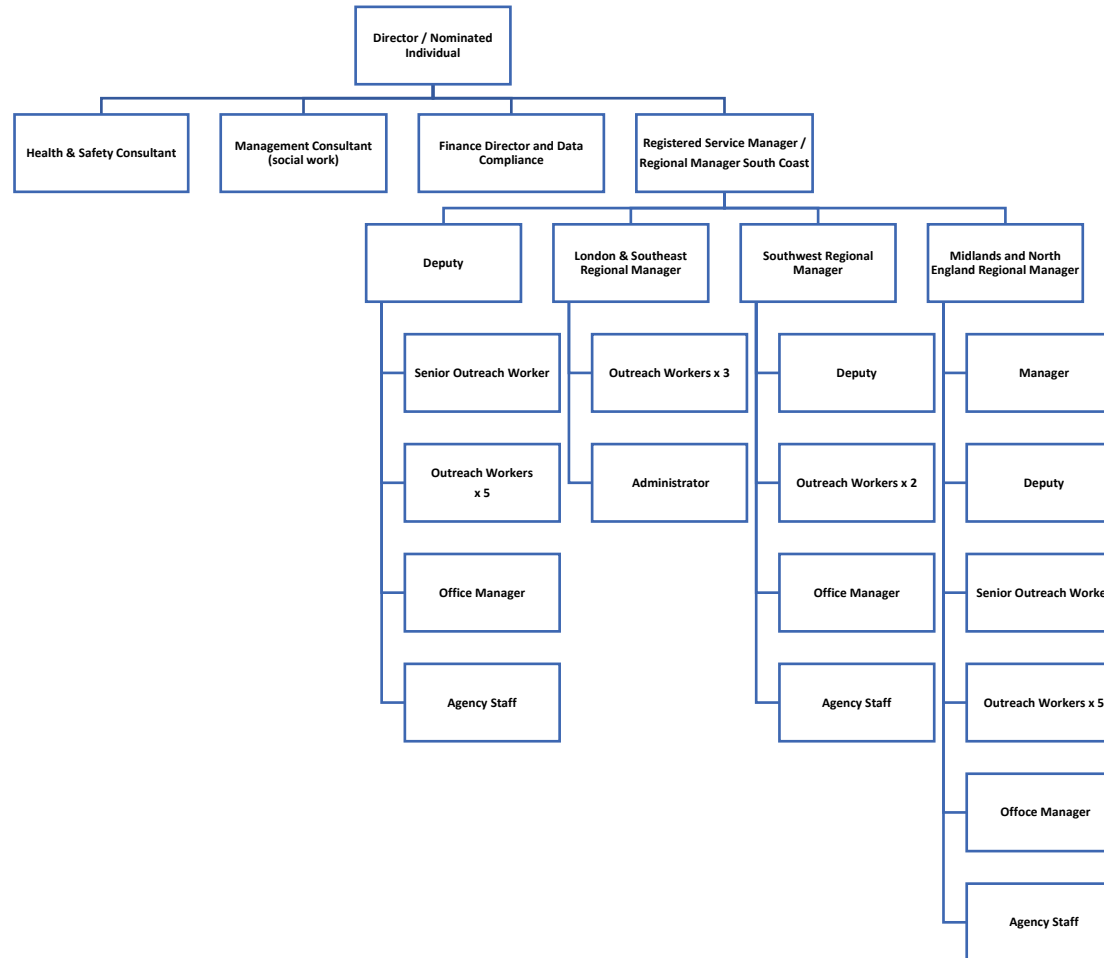 Director / Nominated
Individual
Health & Safety Consultant
Management Consultant
(social work)
Finance Director and Data
Compliance
Registered Service Manager /
Regional Manager South Coast
Deputy
London & Southeast
Regional Manager
Southwest Regional
Manager
Midlands and North
England Regional Manager
Senior Outreach Worker
Outreach Workers
x 5
Office Manager
Agency Staff
Outreach Workers x 3
Administrator
Deputy
Outreach Workers x 2
Office Manager
Agency Staff
Manager
Deputy
Senior Outreach Worke
Outreach Workers x 5
Offoce Manager
Agency Staff